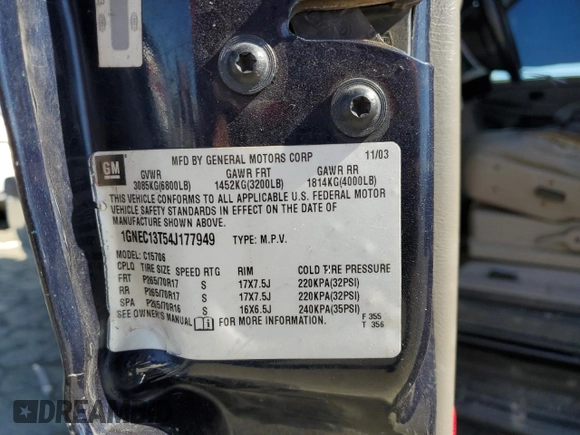 GM
MFD BY GENERAL MOTORS CORP 11/03
GVWR GAWR FRT GAWR RR
3085KG(6800LB) 1452KG(3200LB) 1814KG(4000LB)
THIS VEHICLE CONFORMS TO ALL APPLICABLE U.S. FEDERAL MOTOR
VEHICLE SAFETY STANDARDS IN EFFECT ON THE DATE OF
MANUFACTURE SHOWN ABOVE.
1GNEC13T54J177949 TYPE: M.P.V.
MODEL: C15706
CPLQ TIRE SIZE SPEED RTG RIM COLD TIRE PRESSURE
FRT P265/70R17 S 17X7.5J 220KPA(32PSI)
RR P265/70R17 S 17X7.5J 220KPA(32PSI)
SPA P265/70R16 S 16X6.5J 240KPA(35PSI)
SEE OWNER'S MANUAL FOR MORE INFORMATION. F 355
T 356
DREAM